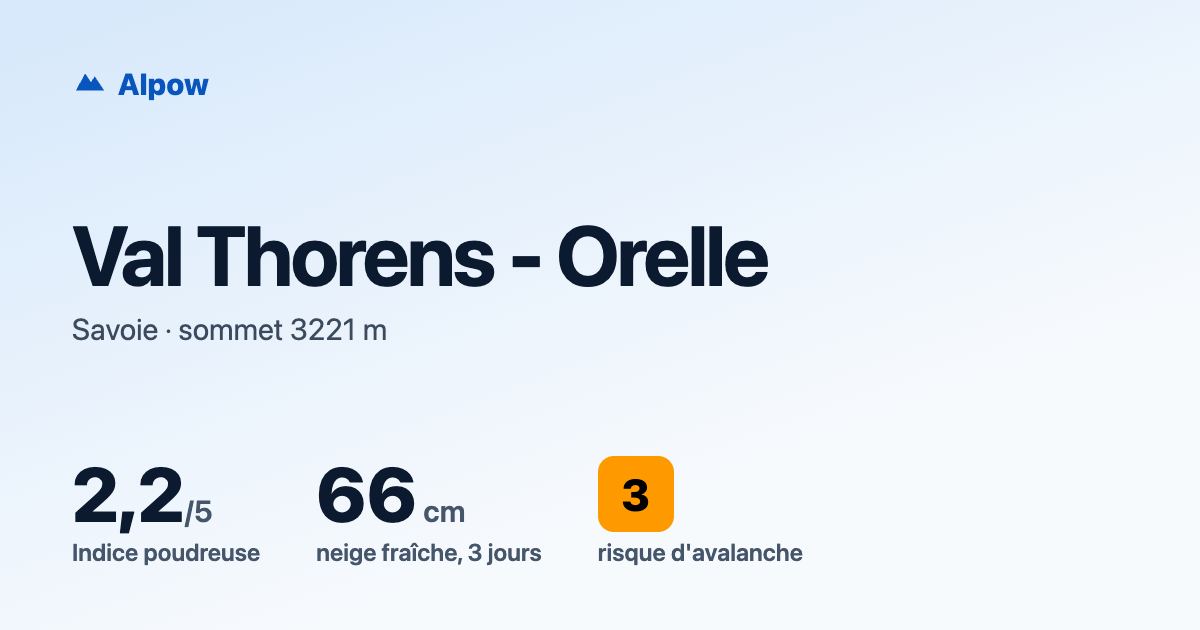 Alpow
Val Thorens - Orelle
Savoie · sommet 3221 m
2,2/5
Indice poudreuse
66 cm
neige fraîche, 3 jours
3
risque d'avalanche